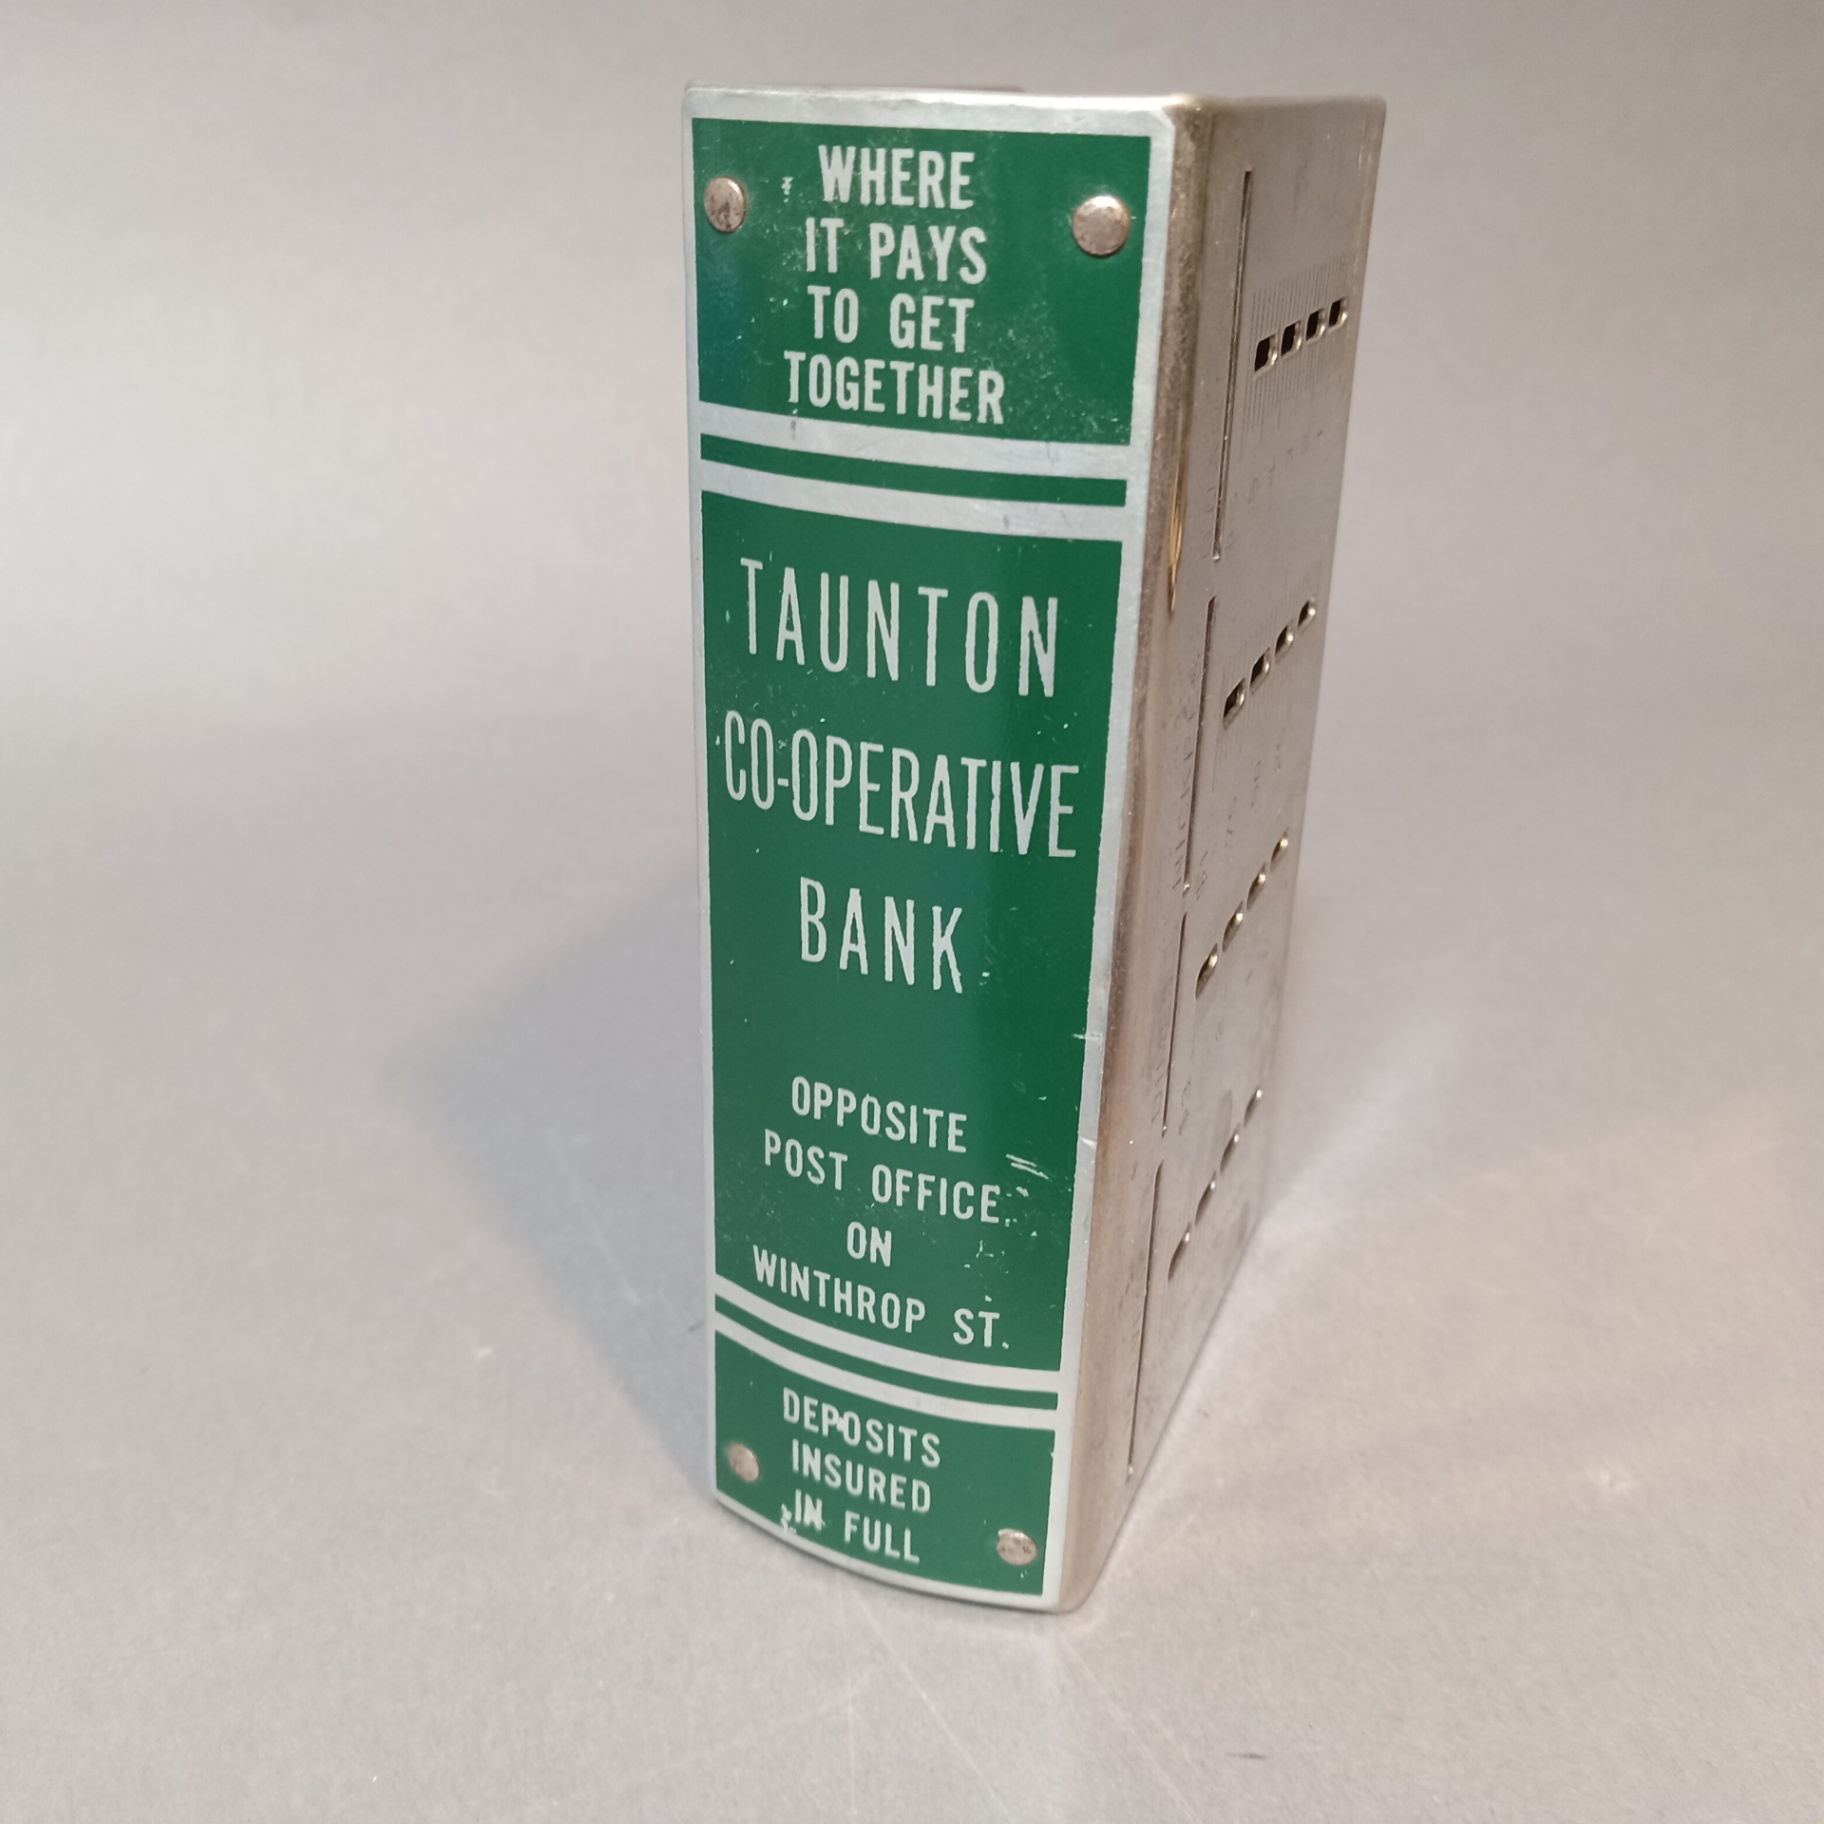 WHERE
IT PAYS
TO GET
TOGETHER
TAUNTON
CO-OPERATIVE
BANK
OPPOSITE
POST OFFICE
ON
WINTHROP ST.
DEPOSITS
INSURED
IN FULL